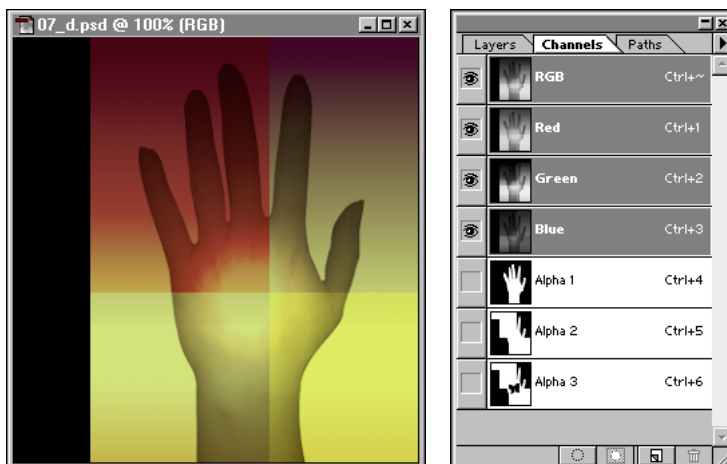 07_d.psd @ 100% (RGB)
Layers Channels Paths
RGB Ctrl+~
Red Ctrl+1
Green Ctrl+2
Blue Ctrl+3
Alpha 1 Ctrl+4
Alpha 2 Ctrl+5
Alpha 3 Ctrl+6